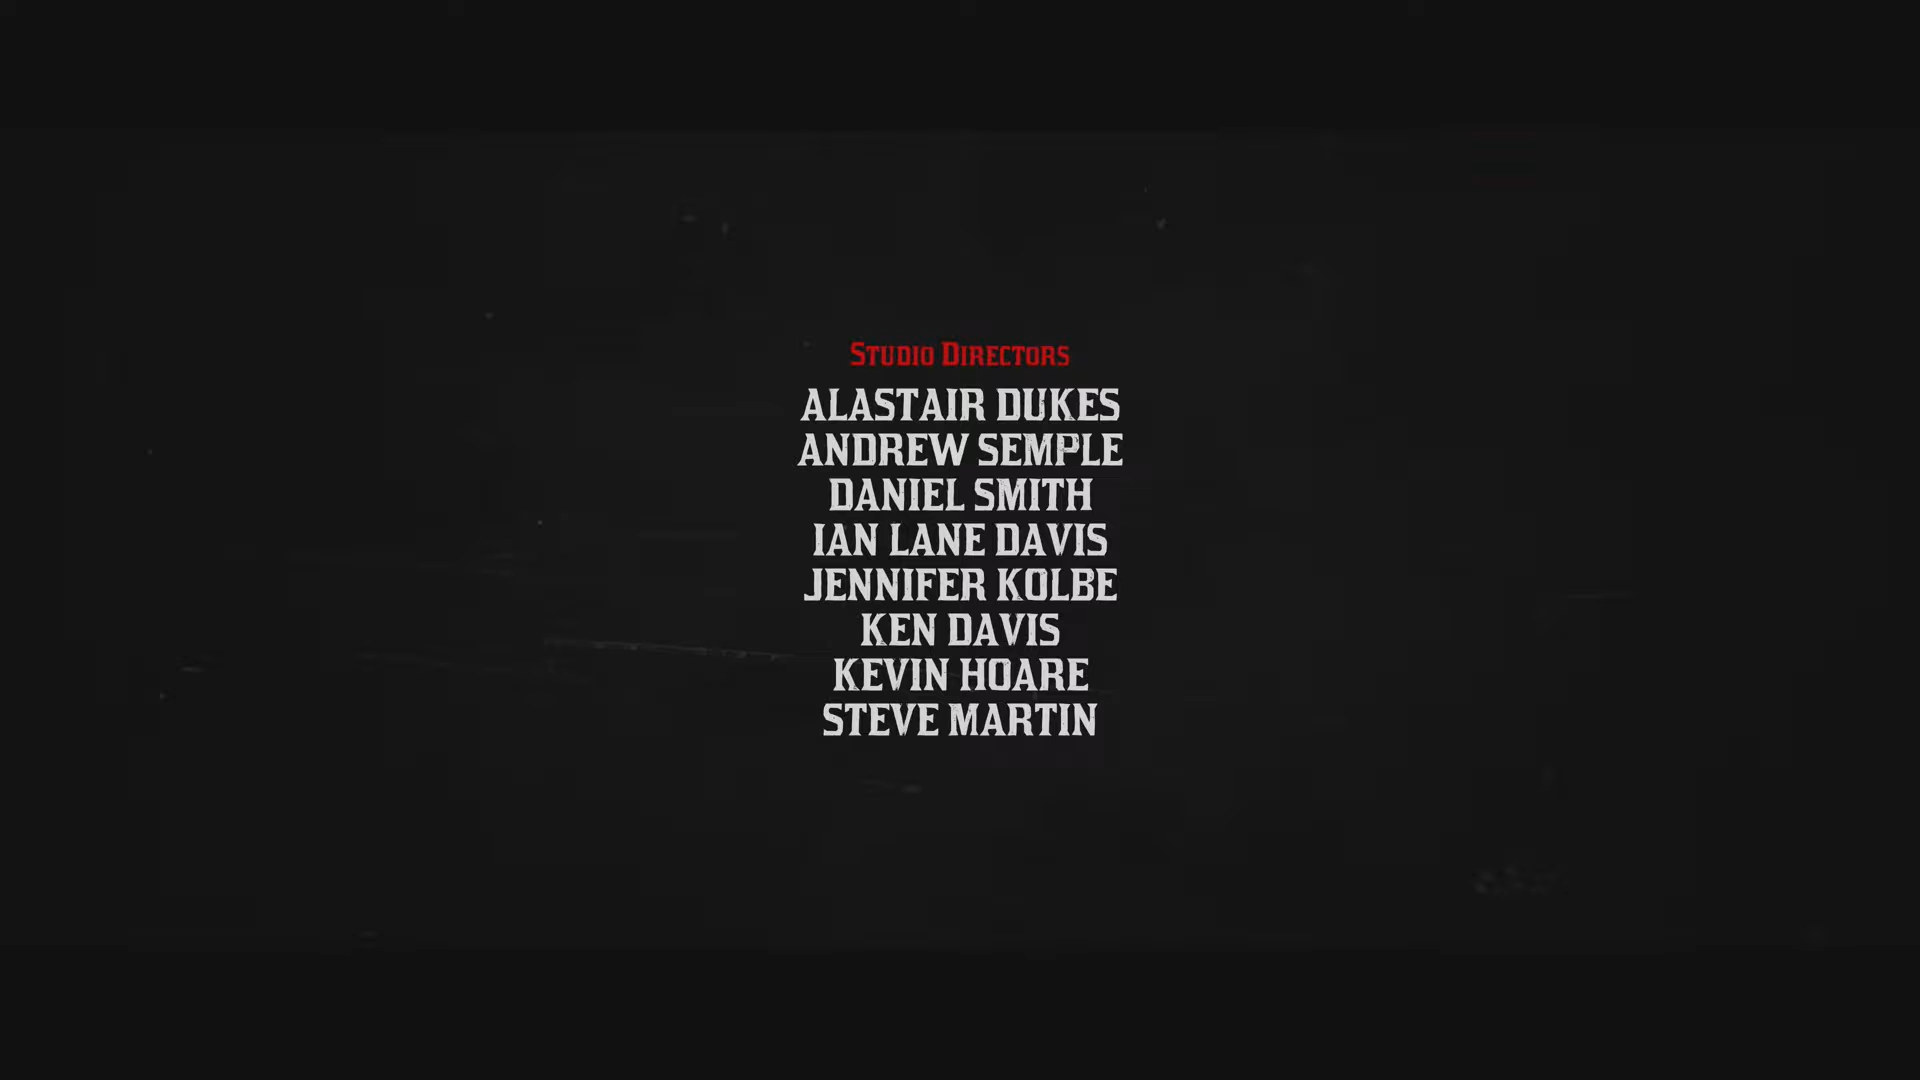 Studio Directors
ALASTAIR DUKES
ANDREW SEMPLE
DANIEL SMITH
IAN LANE DAVIS
JENNIFER KOLBE
KEN DAVIS
KEVIN HOARE
STEVE MARTIN